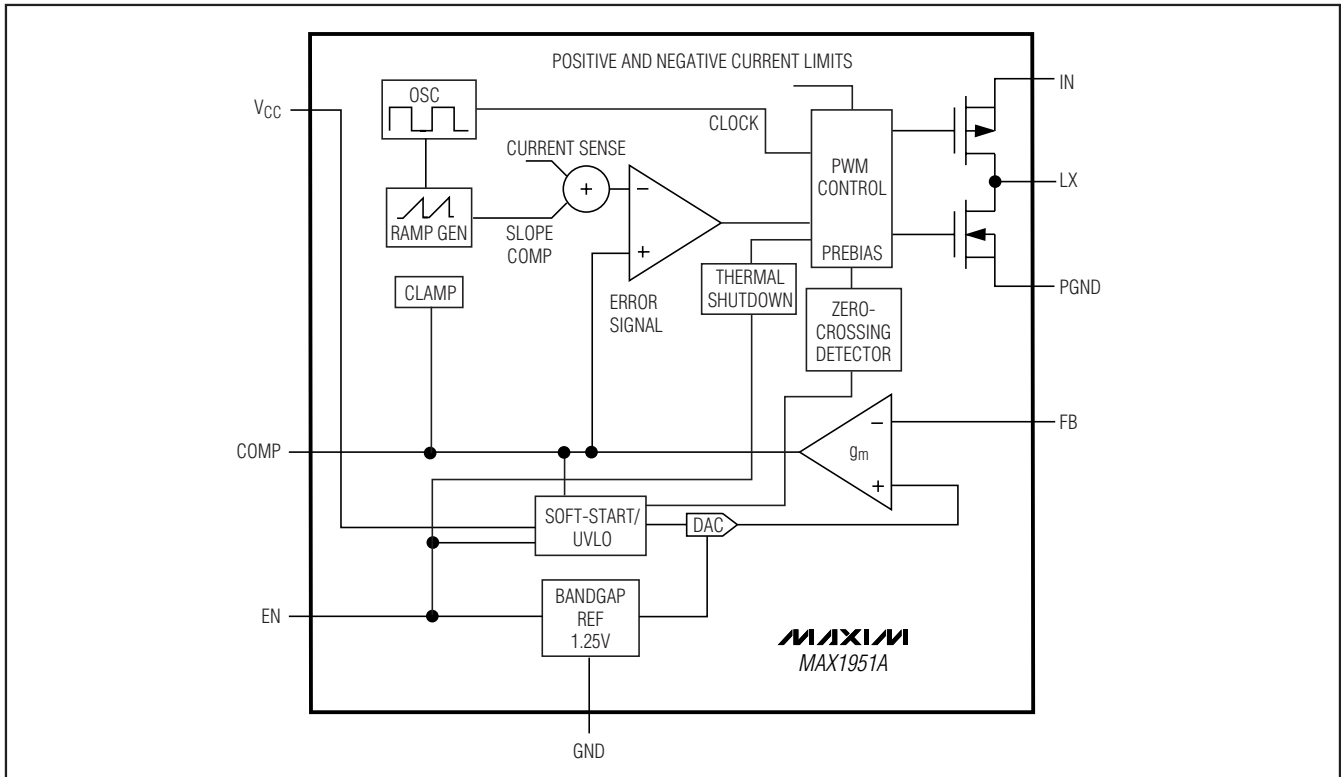 POSITIVE AND NEGATIVE CURRENT LIMITS
IN
OSC
VCC
CLOCK
CURRENT SENSE
+
−
PWM
CONTROL
LX
RAMP GEN
SLOPE
COMP
+
PREBIAS
THERMAL
SHUTDOWN
PGND
CLAMP
ERROR
SIGNAL
ZERO-
CROSSING
DETECTOR
−
FB
COMP
gm
+
SOFT-START/
UVLO
DAC
EN
BANDGAP
REF
1.25V
MAXIM
MAX1951A
GND